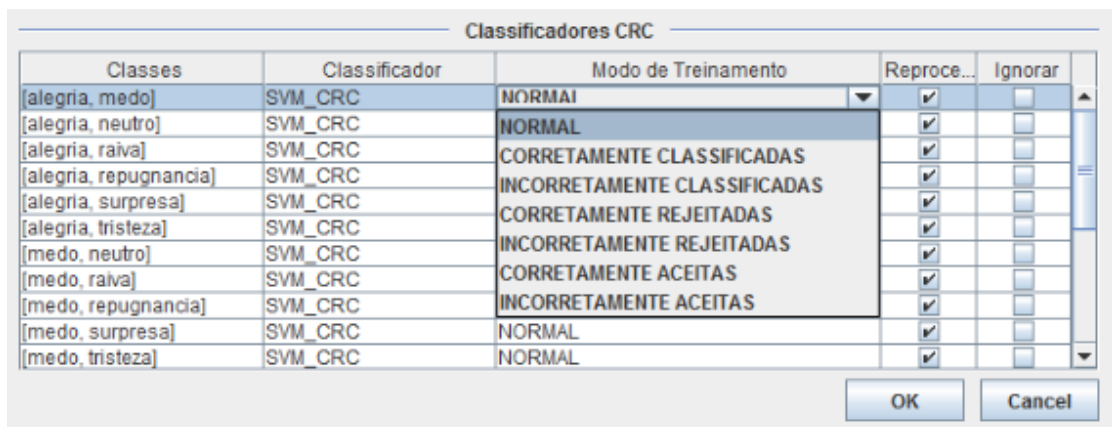 Classificadores CRC
Classes Classificador Modo de Treinamento Reproce... Ignorar
[alegria, medo] SVM_CRC NORMAL
[alegria, neutro] SVM_CRC NORMAL
[alegria, raiva] SVM_CRC CORRETAMENTE CLASSIFICADAS
[alegria, repugnancia] SVM_CRC INCORRETAMENTE CLASSIFICADAS
[alegria, surpresa] SVM_CRC CORRETAMENTE REJEITADAS
[alegria, tristeza] SVM_CRC INCORRETAMENTE REJEITADAS
[medo, neutro] SVM_CRC CORRETAMENTE ACEITAS
[medo, raiva] SVM_CRC INCORRETAMENTE ACEITAS
[medo, repugnancia] SVM_CRC
[medo, surpresa] SVM_CRC NORMAL
[medo, tristeza] SVM_CRC NORMAL
OK Cancel